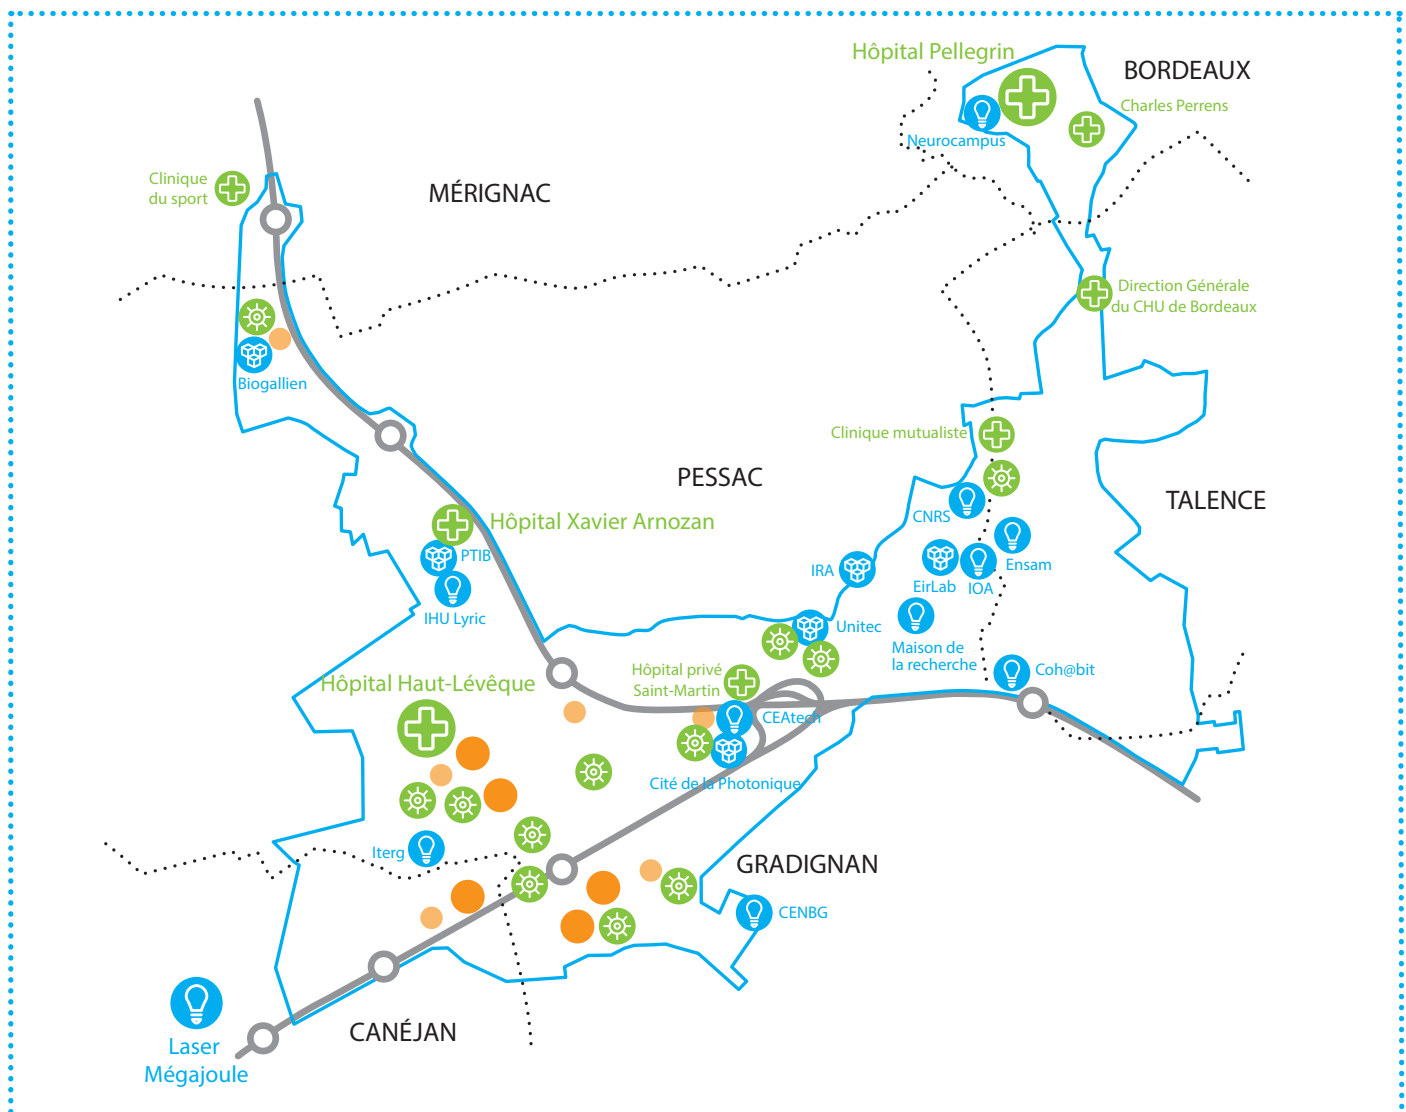 Hôpital Pellegrin
BORDEAUX
Charles Perrens
Neurocampus
Clinique
du sport
MÉRIGNAC
Direction Générale
du CHU de Bordeaux
Biogallien
Clinique mutualiste
PESSAC
TALENCE
CNRS
Hôpital Xavier Arnozan
PTIB
IRA
EirLab
IOA
Ensam
IHU Lyric
Unitec
Maison de
la recherche
Coh@bit
Hôpital privé
Saint-Martin
Hôpital Haut-Lévêque
CEAtech
Cité de la Photonique
Iterg
GRADIGNAN
CENBG
CANÉJAN
Laser
Mégajoule